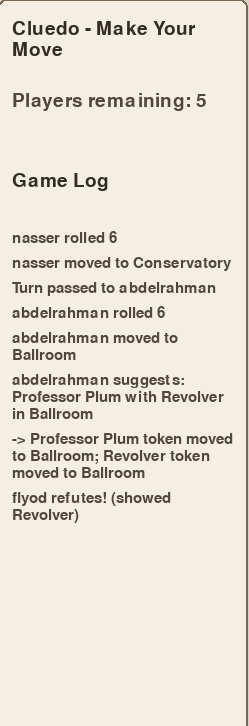 Cluedo - Make Your
Move
Players remaining: 5
Game Log
nasser rolled 6
nasser moved to Conservatory
Turn passed to abdelrahman
abdelrahman rolled 6
abdelrahman moved to
Ballroom
abdelrahman suggests:
Professor Plum with Revolver
in Ballroom
-> Professor Plum token moved
to Ballroom; Revolver token
moved to Ballroom
flyod refutes! (showed
Revolver)